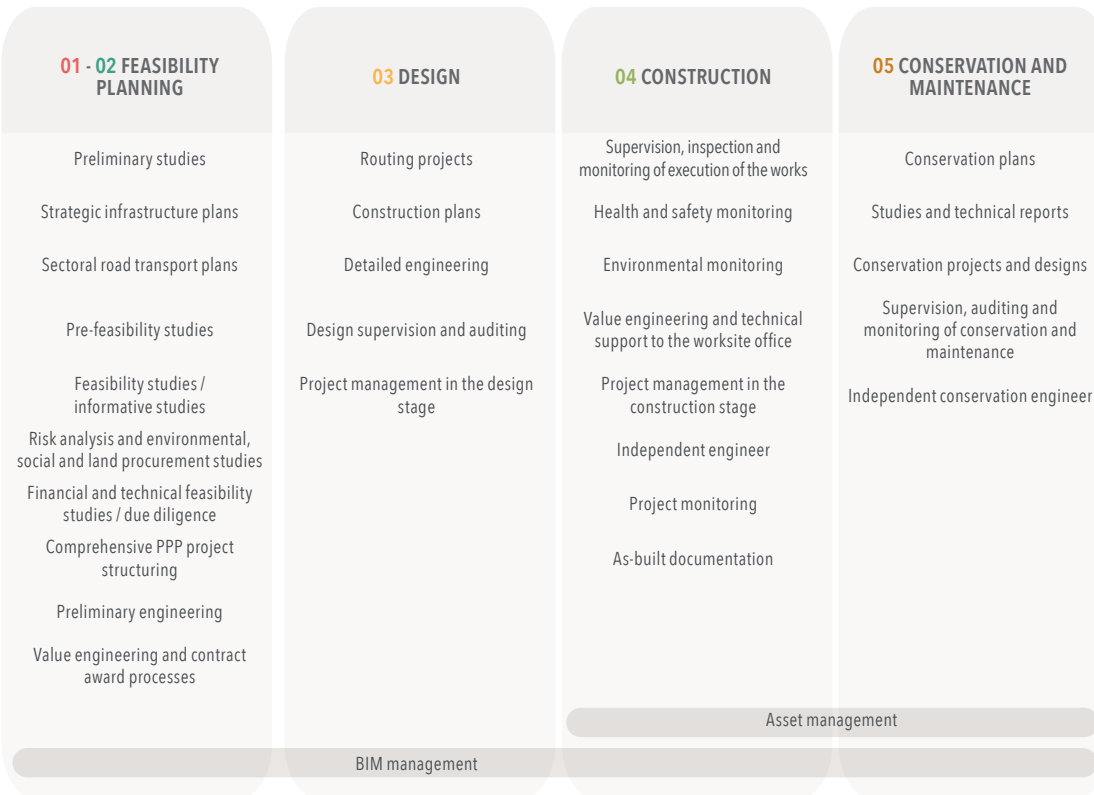 01 - 02 FEASIBILITY
PLANNING
Preliminary studies
Strategic infrastructure plans
Sectoral road transport plans
Pre-feasibility studies
Feasibility studies /
informative studies
Risk analysis and environmental,
social and land procurement studies
Financial and technical feasibility
studies / due diligence
Comprehensive PPP project
structuring
Preliminary engineering
Value engineering and contract
award processes
03 DESIGN
Routing projects
Construction plans
Detailed engineering
Design supervision and auditing
Project management in the design
stage
04 CONSTRUCTION
Supervision, inspection and
monitoring of execution of the works
Health and safety monitoring
Environmental monitoring
Value engineering and technical
support to the worksite office
Project management in the
construction stage
Independent engineer
Project monitoring
As-built documentation
05 CONSERVATION AND
MAINTENANCE
Conservation plans
Studies and technical reports
Conservation projects and designs
Supervision, auditing and
monitoring of conservation and
maintenance
Independent conservation engineer
Asset management
BIM management